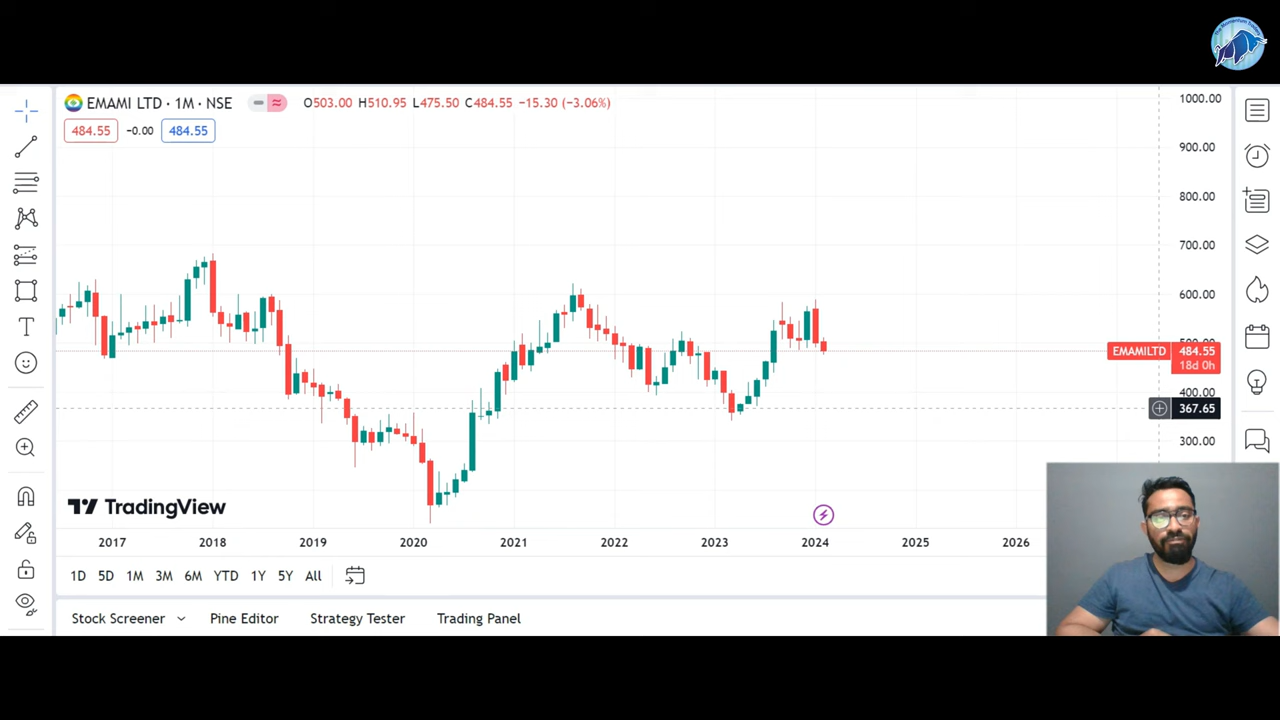 The Momentum
EMAMI LTD · 1M · NSE
O503.00 H510.95 L475.50 C484.55 −15.30 (−3.06%)
484.55 −0.00 484.55
1000.00
900.00
800.00
700.00
600.00
EMAMILTD 484.55
18d 0h
400.00
367.65
300.00
TradingView
2017 2018 2019 2020 2021 2022 2023 2024 2025 2026
1D 5D 1M 3M 6M YTD 1Y 5Y All
Stock Screener Pine Editor Strategy Tester Trading Panel